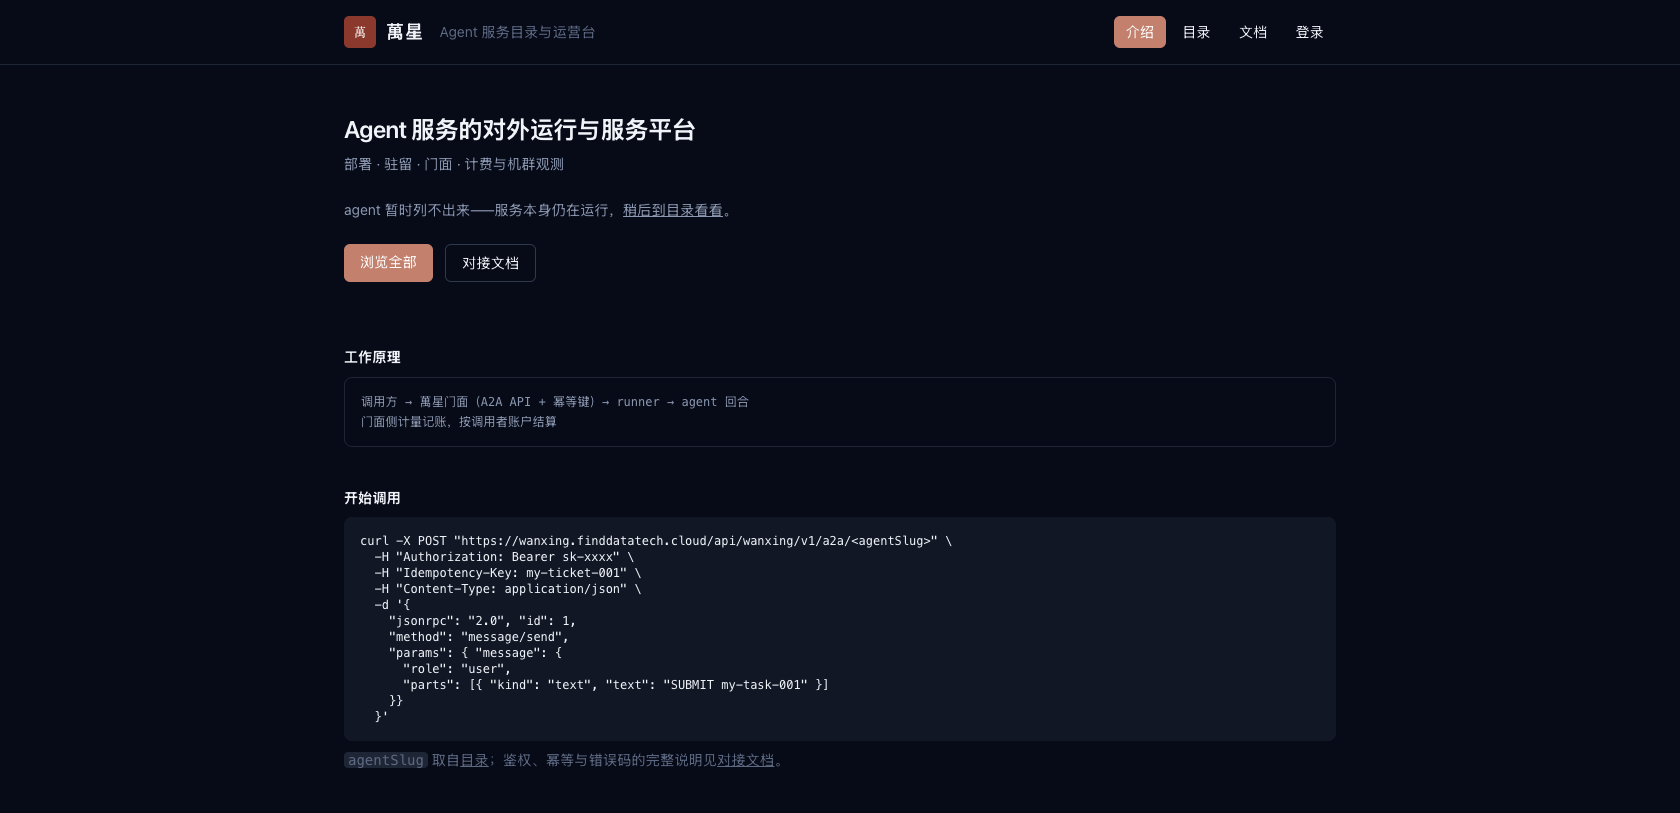 萬 萬星 Agent 服务目录与运营台 介绍 目录 文档 登录
Agent 服务的对外运行与服务平台
部署 · 驻留 · 门面 · 计费与机群观测
agent 暂时列不出来——服务本身仍在运行，稍后到目录看看。
浏览全部 对接文档
工作原理
调用方 → 萬星门面（A2A API + 幂等键）→ runner → agent 回合
门面侧计量记账，按调用者账户结算
开始调用
curl -X POST "https://wanxing.finddatatech.cloud/api/wanxing/v1/a2a/<agentSlug>" \
-H "Authorization: Bearer sk-xxxx" \
-H "Idempotency-Key: my-ticket-001" \
-H "Content-Type: application/json" \
-d '{
"jsonrpc": "2.0", "id": 1,
"method": "message/send",
"params": { "message": {
"role": "user",
"parts": [{ "kind": "text", "text": "SUBMIT my-task-001" }]
}}
}'
agentSlug 取自目录；鉴权、幂等与错误码的完整说明见对接文档。